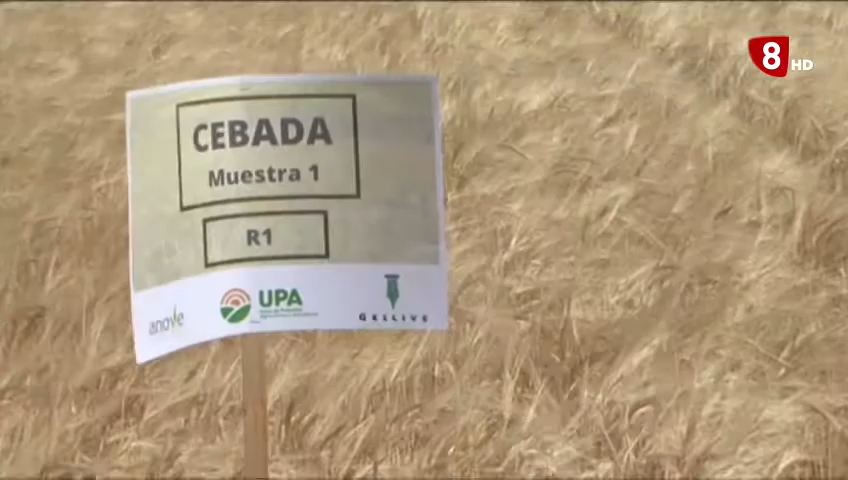 8 HD
CEBADA
Muestra 1
R1
anove
UPA
GELLIVE